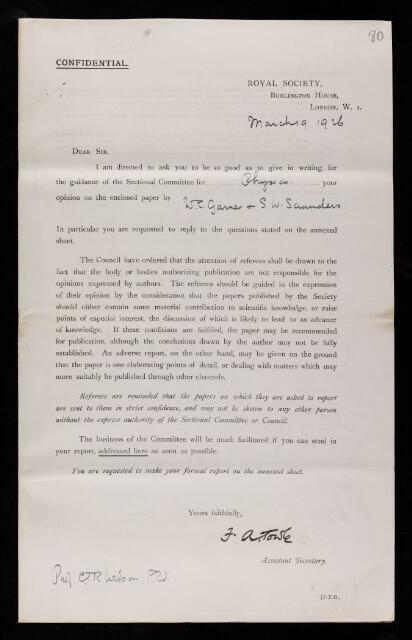 80
CONFIDENTIAL.
ROYAL SOCIETY,
BURLINGTON HOUSE,
LONDON, W. 1.
March 9 1926
DEAR SIR,
I am directed to ask you to be so good as to give in writing, for
the guidance of the Sectional Committee for Physics your
opinion on the enclosed paper by W. E. Garner & S. W. Saunders.
In particular you are requested to reply to the questions stated on the annexed
sheet.
The Council have ordered that the attention of referees shall be drawn to the
fact that the body or bodies authorizing publication are not responsible for the
opinions expressed by authors. The referees should be guided in the expression
of their opinion by the consideration that the papers published by the Society
should either contain some material contribution to scientific knowledge, or raise
points of especial interest, the discussion of which is likely to lead to an advance
of knowledge. If these conditions are fulfilled, the paper may be recommended
for publication, although the conclusions drawn by the author may not be fully
established. An adverse report, on the other hand, may be given on the ground
that the paper is one elaborating points of detail, or dealing with matters which may
more suitably be published through other channels.
Referees are reminded that the papers on which they are asked to report
are sent to them in strict confidence, and may not be shown to any other person
without the express authority of the Sectional Committee or Council.
The business of the Committee will be much facilitated if you can send in
your report, addressed here as soon as possible.
You are requested to make your formal report on the annexed sheet.
Yours faithfully,
F. A. Towle
Assistant Secretary.
Prof. C.T.R. Wilson, F.R.S.
[P.T.O.